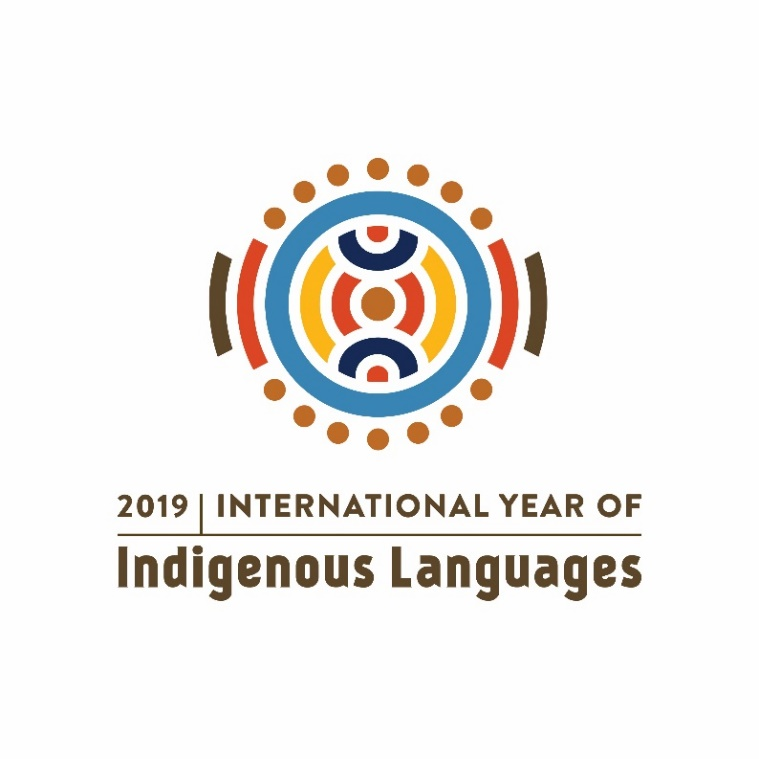 2019 | INTERNATIONAL YEAR OF
Indigenous Languages